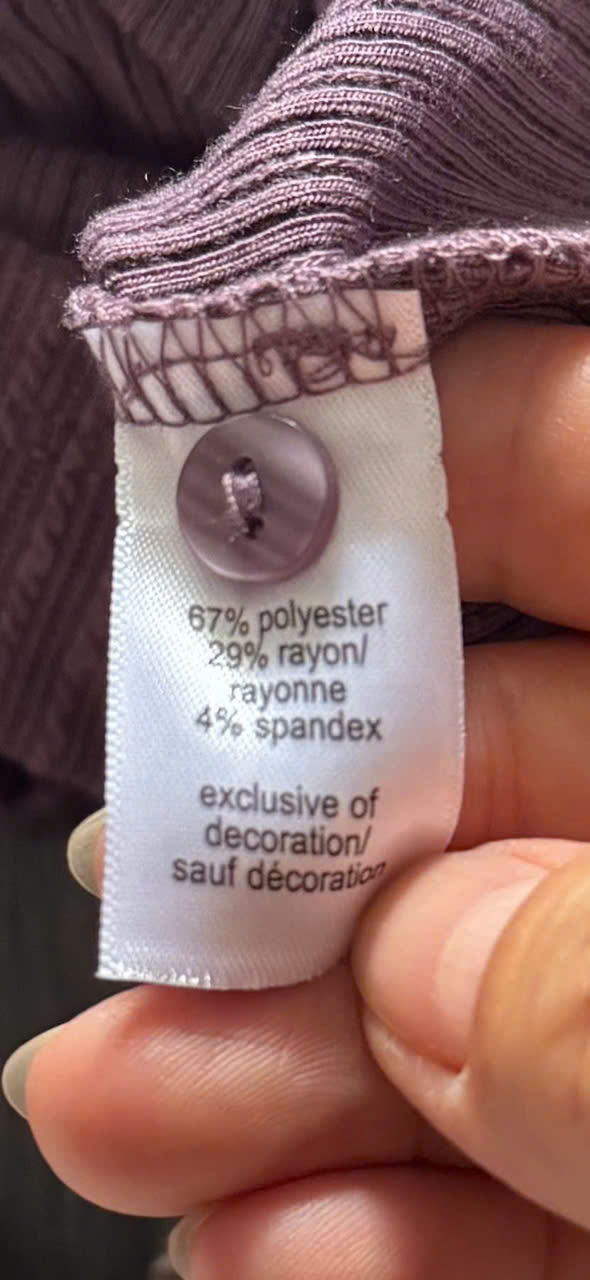 67% polyester
29% rayon/
rayonne
4% spandex
exclusive of
decoration/
sauf décoration